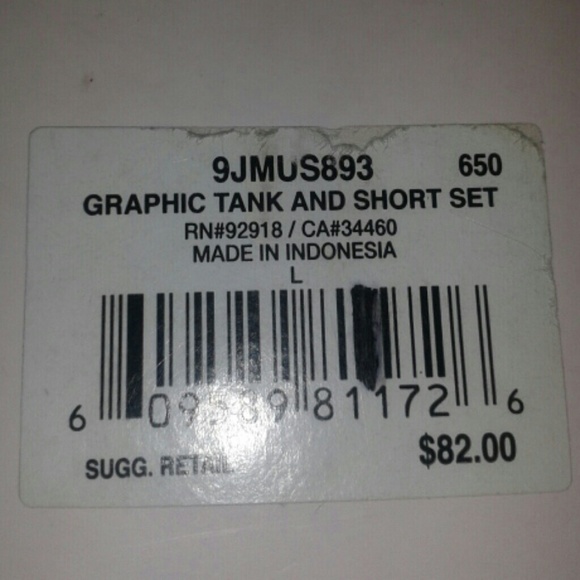 9JMUS893 650
GRAPHIC TANK AND SHORT SET
RN#92918 / CA#34460
MADE IN INDONESIA
L
6 09589 81172 6
SUGG. RETAIL $82.00